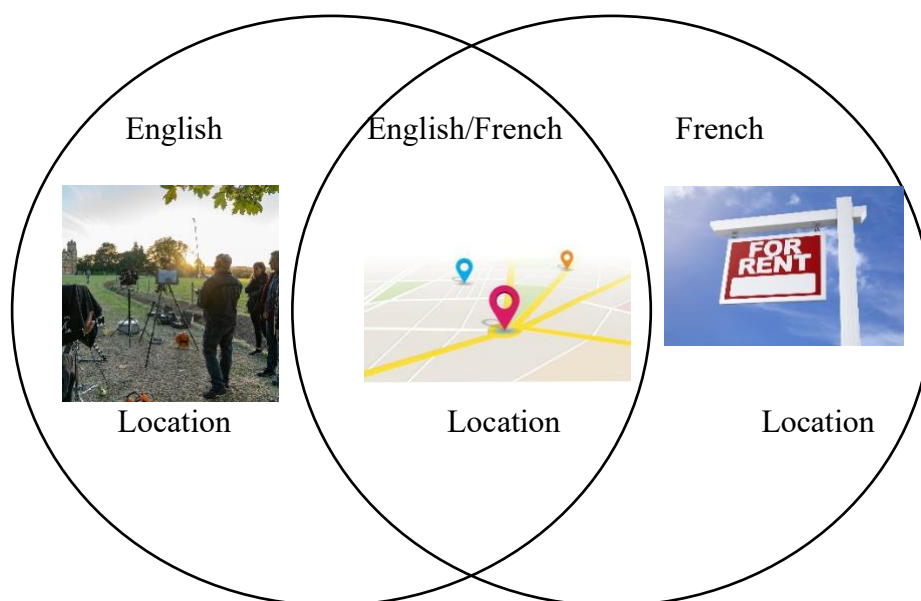 English
English/French
French
FOR
RENT
Location
Location
Location